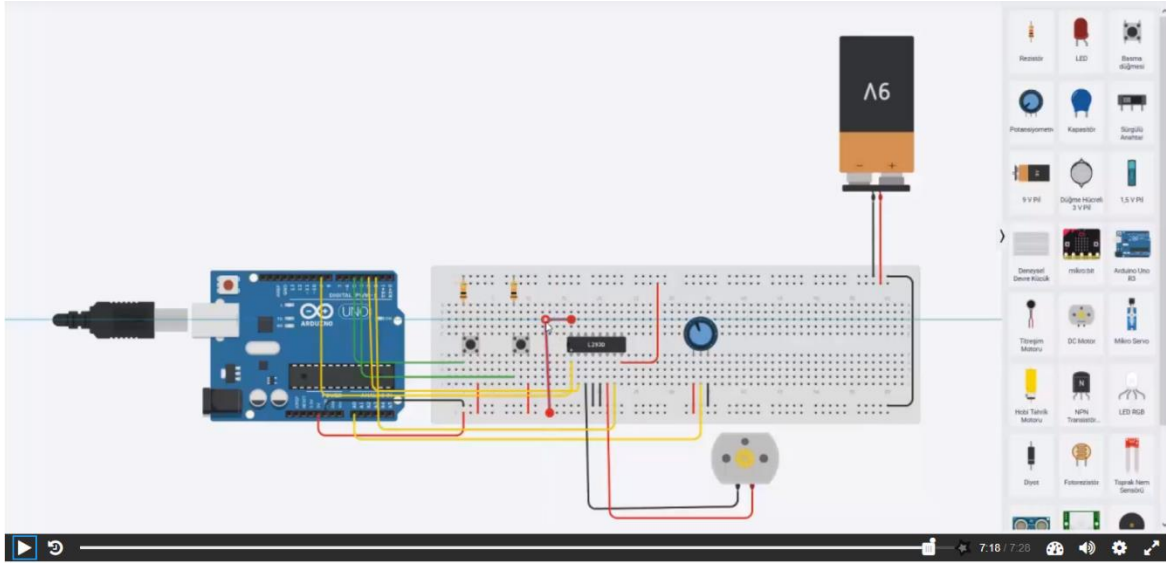 9V
DIGITAL
UNO
ARDUINO
L293D
Rezistör
LED
Basma
düğmesi
Potansiyometre
Kapasitör
Sürgülü
Anahtar
9 V Pil
Düğme Hücreli
3 V Pil
1,5 V Pil
Deneysel
Devre Küçük
mikro:bit
Arduino Uno
R3
Titreşim
Motoru
DC Motor
Mikro Servo
Hobi Tahrik
Motoru
NPN
Transistör...
LED RGB
Diyot
Fotorezistör
Toprak Nem
Sensörü
7:18 / 7:28